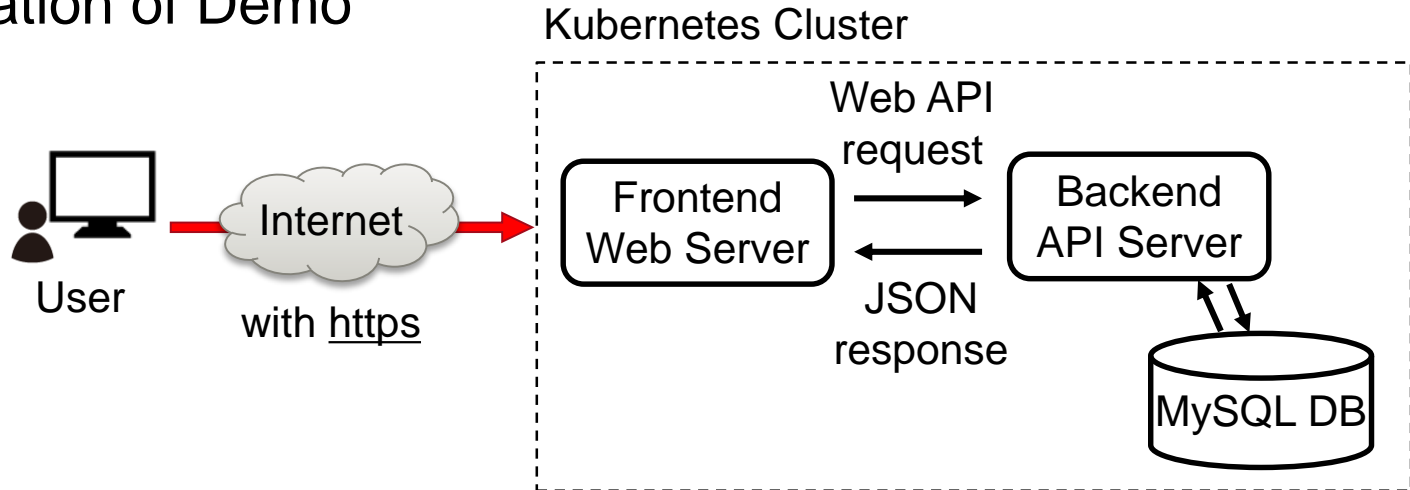 ation of Demo
Kubernetes Cluster
Web API
request
Frontend
Web Server
Backend
API Server
Internet
User
with https
JSON
response
MySQL DB